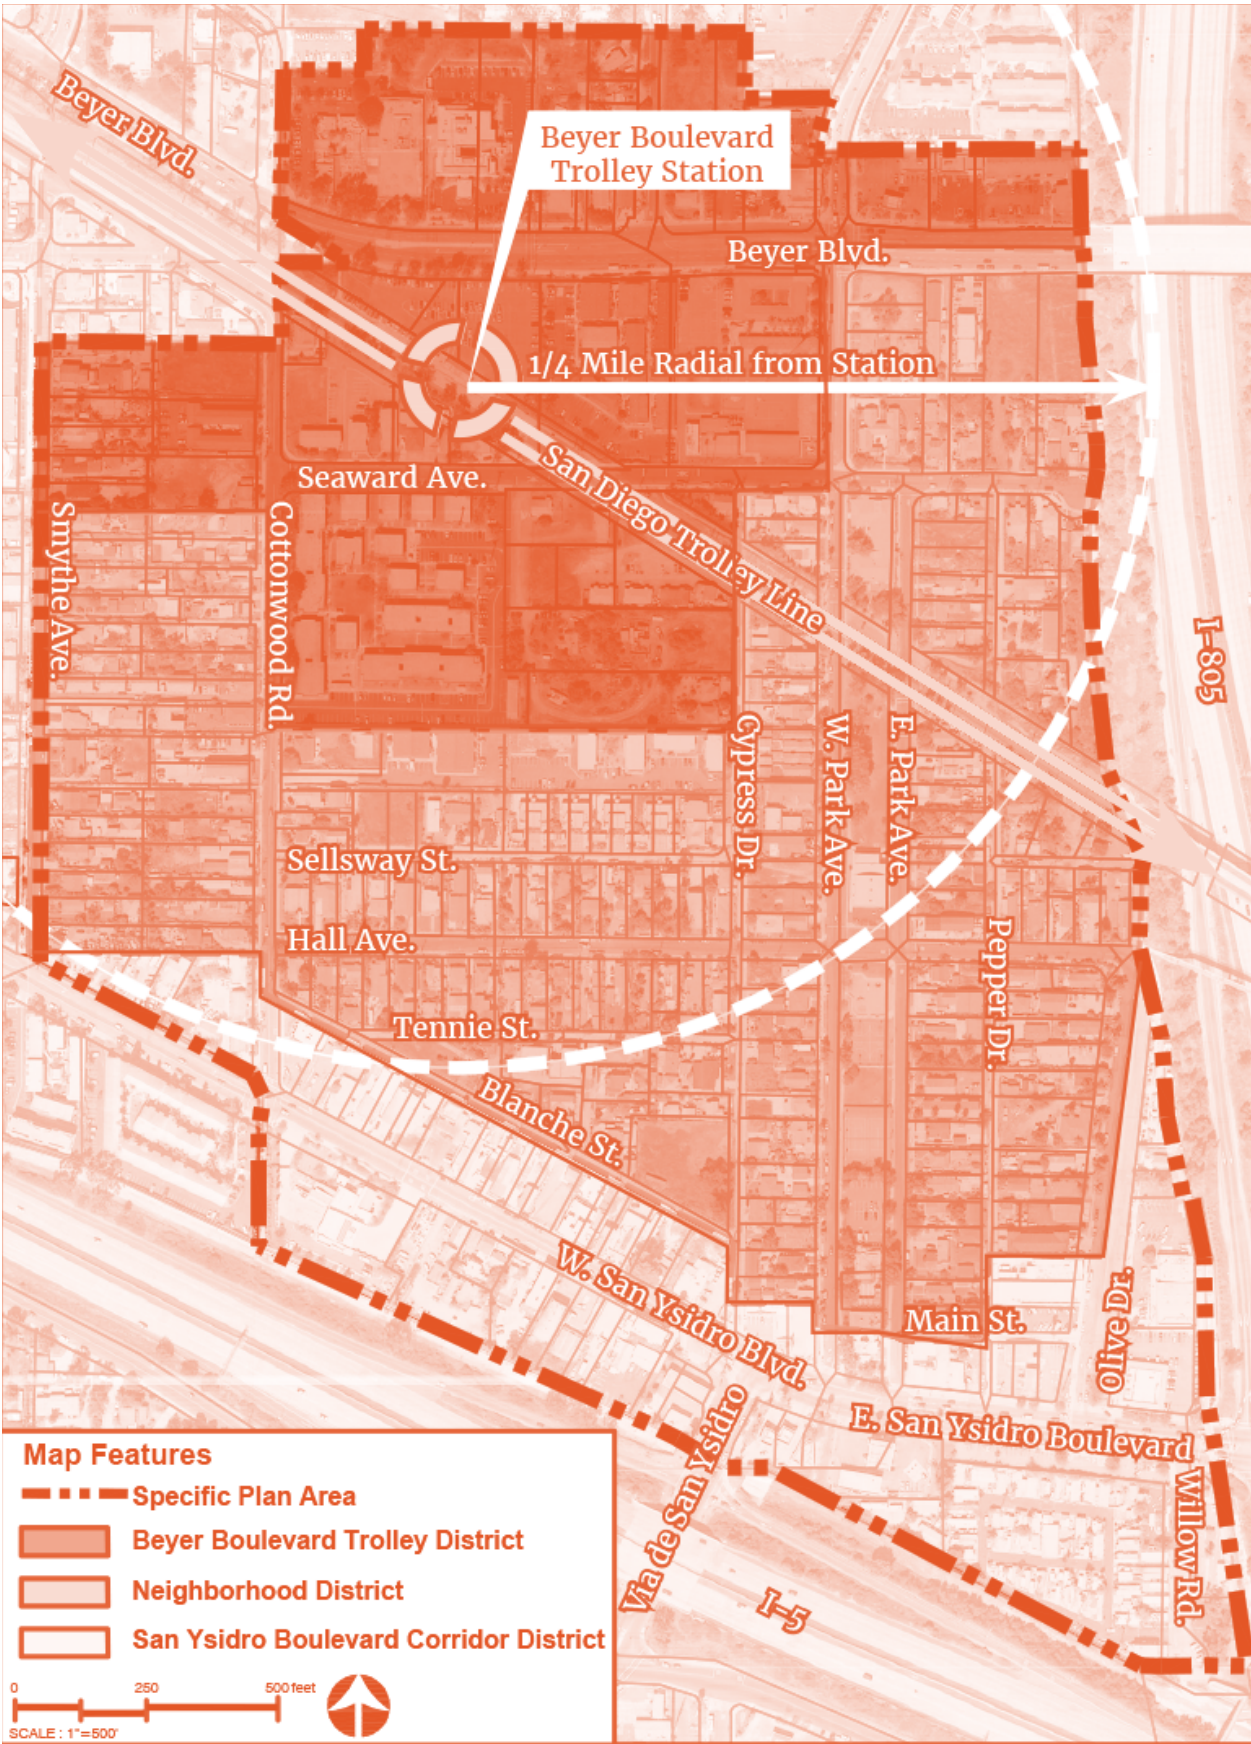 Beyer Blvd.
Beyer Boulevard
Trolley Station
Beyer Blvd.
1/4 Mile Radial from Station
Seaward Ave.
San Diego Trolley Line
Smythe Ave.
Cottonwood Rd.
I-805
Cypress Dr.
W. Park Ave.
E. Park Ave.
Sellsway St.
Hall Ave.
Pepper Dr.
Tennie St.
Blanche St.
W. San Ysidro Blvd.
Main St.
Olive Dr.
E. San Ysidro Boulevard
Via de San Ysidro
Willow Rd.
I-5
Map Features
Specific Plan Area
Beyer Boulevard Trolley District
Neighborhood District
San Ysidro Boulevard Corridor District
0 250 500 feet
SCALE : 1"=500'